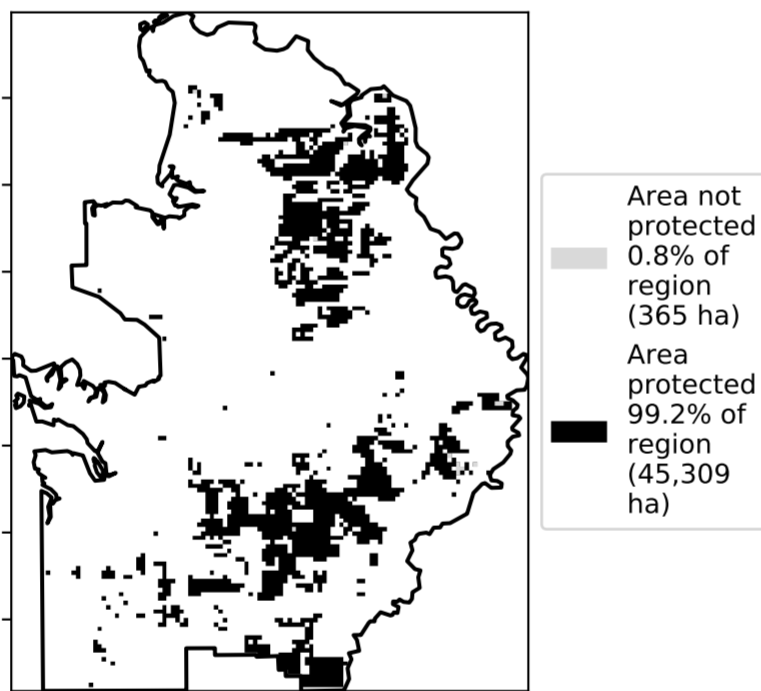 Area not
protected
0.8% of
region
(365 ha)
Area
protected
99.2% of
region
(45,309
ha)